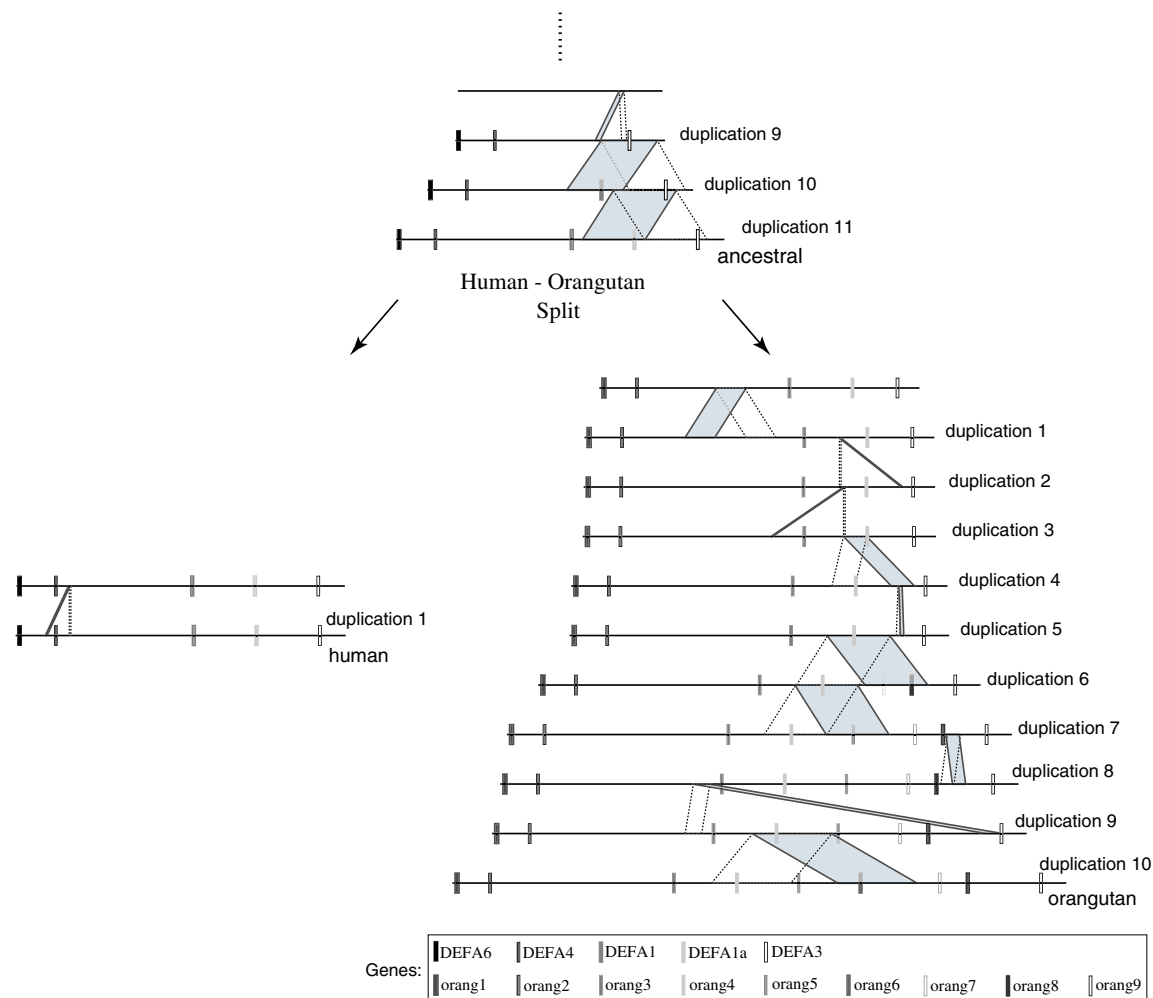 duplication 9
duplication 10
duplication 11
ancestral
Human - Orangutan
Split
duplication 1
duplication 2
duplication 3
duplication 4
duplication 5
duplication 6
duplication 7
duplication 8
duplication 9
duplication 10
orangutan
duplication 1
human
Genes:
DEFA6 DEFA4 DEFA1 DEFA1a DEFA3
orang1 orang2 orang3 orang4 orang5 orang6 orang7 orang8 orang9